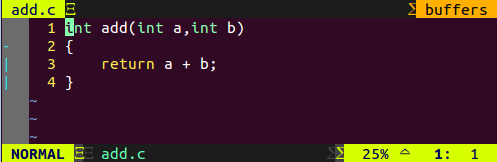 add.c Ξ Σ buffers
1 int add(int a,int b)
- 2 {
| 3     return a + b;
| 4 }
~
~
~
NORMAL Ξ Ξ add.c Σ Σ 25% 1: 1